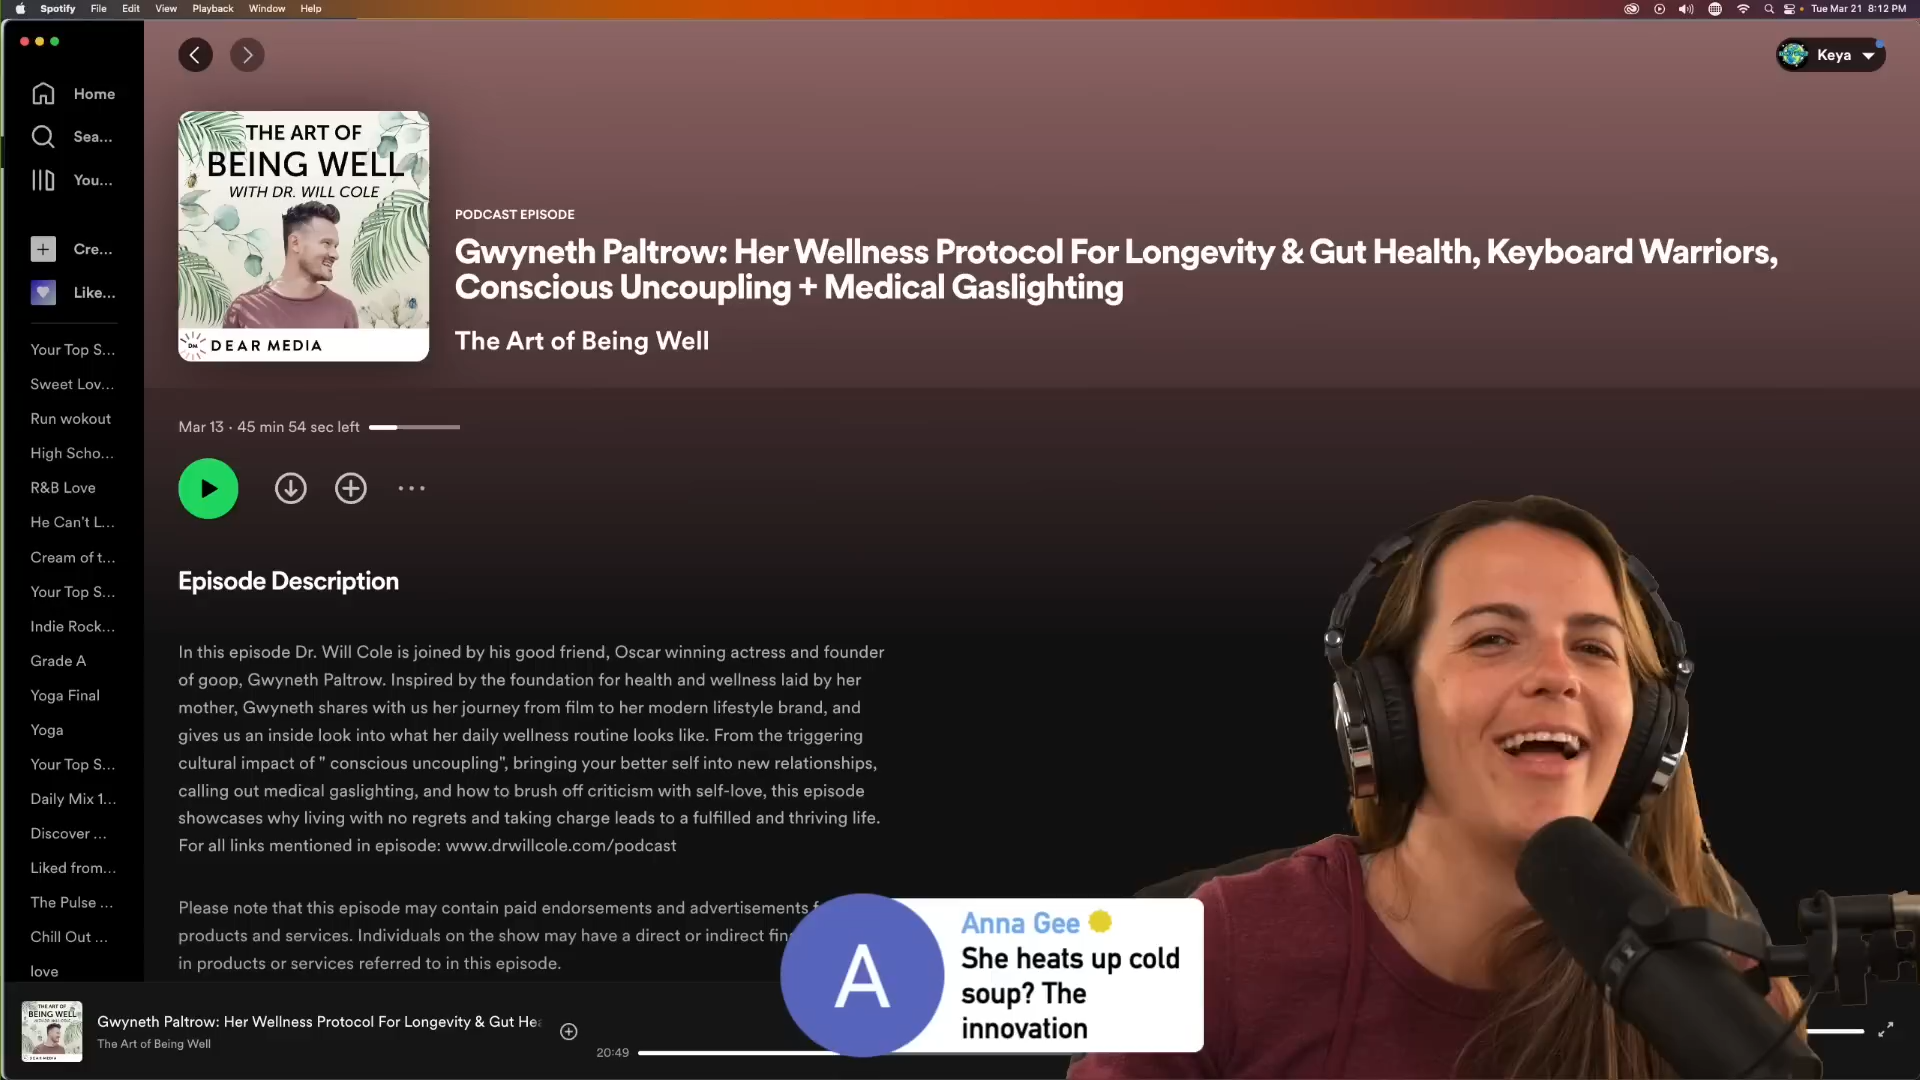 Spotify File Edit View Playback Window Help
Tue Mar 21 8:12 PM
Keya
Home
Sea...
You...
Cre...
Like...
Your Top S...
Sweet Lov...
Run wokout
High Scho...
R&B Love
He Can't L...
Cream of t...
Your Top S...
Indie Rock...
Grade A
Yoga Final
Yoga
Your Top S...
Daily Mix 1...
Discover ...
Liked from...
The Pulse ...
Chill Out ...
love
THE ART OF
BEING WELL
WITH DR. WILL COLE
DM
DEAR MEDIA
PODCAST EPISODE
Gwyneth Paltrow: Her Wellness Protocol For Longevity & Gut Health, Keyboard Warriors,
Conscious Uncoupling + Medical Gaslighting
The Art of Being Well
Mar 13 · 45 min 54 sec left
Episode Description
In this episode Dr. Will Cole is joined by his good friend, Oscar winning actress and founder
of goop, Gwyneth Paltrow. Inspired by the foundation for health and wellness laid by her
mother, Gwyneth shares with us her journey from film to her modern lifestyle brand, and
gives us an inside look into what her daily wellness routine looks like. From the triggering
cultural impact of " conscious uncoupling", bringing your better self into new relationships,
calling out medical gaslighting, and how to brush off criticism with self-love, this episode
showcases why living with no regrets and taking charge leads to a fulfilled and thriving life.
For all links mentioned in episode: www.drwillcole.com/podcast
Please note that this episode may contain paid endorsements and advertisements
products and services. Individuals on the show may have a direct or indirect
in products or services referred to in this episode.
A
Anna Gee
She heats up cold
soup? The
innovation
THE ART OF
BEING WELL
DEAR MEDIA
Gwyneth Paltrow: Her Wellness Protocol For Longevity & Gut Hea
The Art of Being Well
20:49